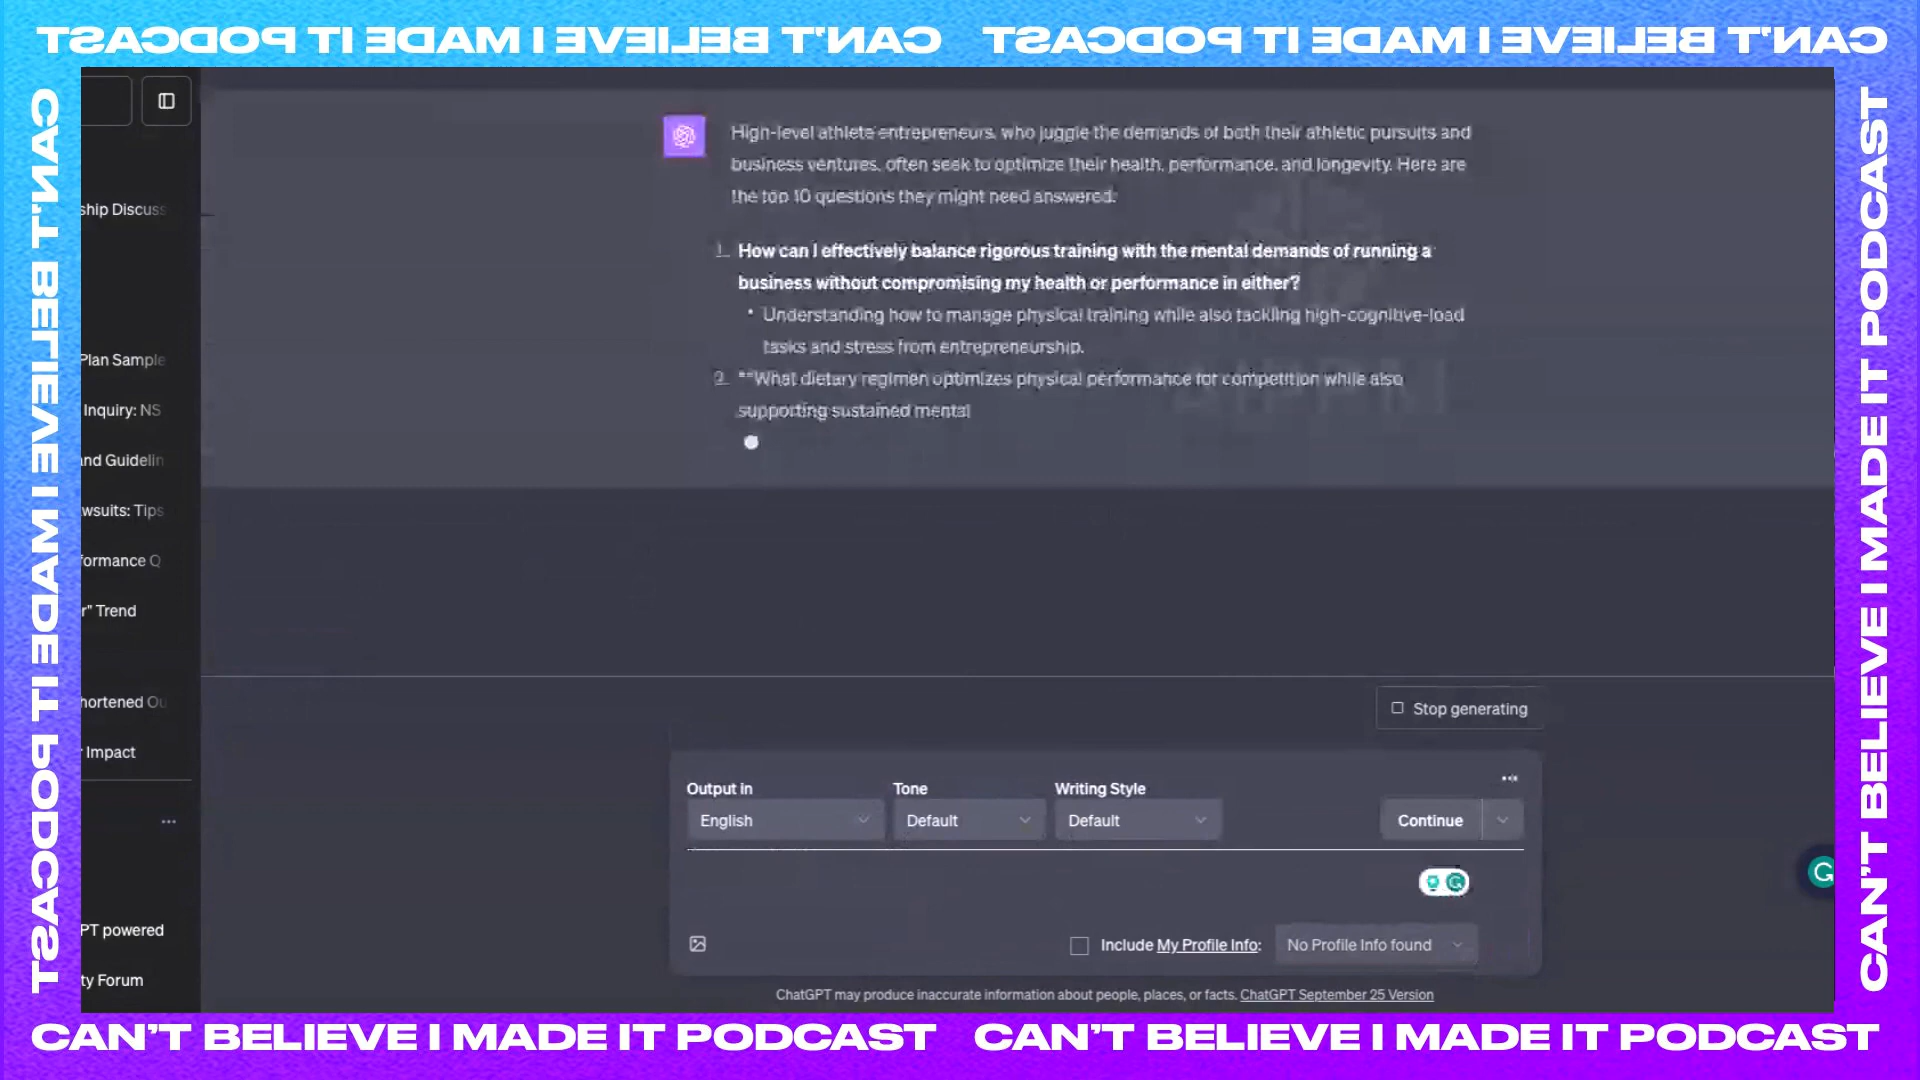 CAN'T BELIEVE I MADE IT PODCAST CAN'T BELIEVE I MADE IT PODCAST
CAN'T BELIEVE I MADE IT PODCAST
CAN'T BELIEVE I MADE IT PODCAST
ship Discuss
Plan Sample
Inquiry: NS
and Guidelin
wsuits: Tips
formance Q
r" Trend
hortened Ou
Impact
PT powered
ty Forum
High-level athlete entrepreneurs, who juggle the demands of both their athletic pursuits and
business ventures, often seek to optimize their health, performance, and longevity. Here are
the top 10 questions they might need answered:
1. How can I effectively balance rigorous training with the mental demands of running a
business without compromising my health or performance in either?
• Understanding how to manage physical training while also tackling high-cognitive-load
tasks and stress from entrepreneurship.
2. **What dietary regimen optimizes physical performance for competition while also
supporting sustained mental
AIPPM
Stop generating
Output in Tone Writing Style
English Default Default Continue
Include My Profile Info: No Profile Info found
ChatGPT may produce inaccurate information about people, places, or facts. ChatGPT September 25 Version
CAN'T BELIEVE I MADE IT PODCAST CAN'T BELIEVE I MADE IT PODCAST